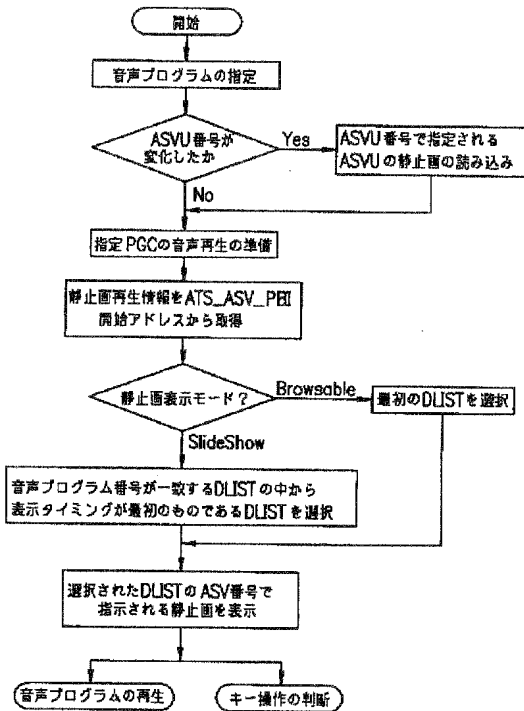 開始
音声プログラムの指定
ASVU番号が
変化したか
Yes
ASVU番号で指定される
ASVUの静止画の読み込み
No
指定PGCの音声再生の準備
静止画再生情報をATS_ASV_PBI
開始アドレスから取得
静止画表示モード?
Browsable
最初のDLISTを選択
SlideShow
音声プログラム番号が一致するDLISTの中から
表示タイミングが最初のものであるDLISTを選択
選択されたDLISTのASV番号で
指示される静止画を表示
音声プログラムの再生
キー操作の判断